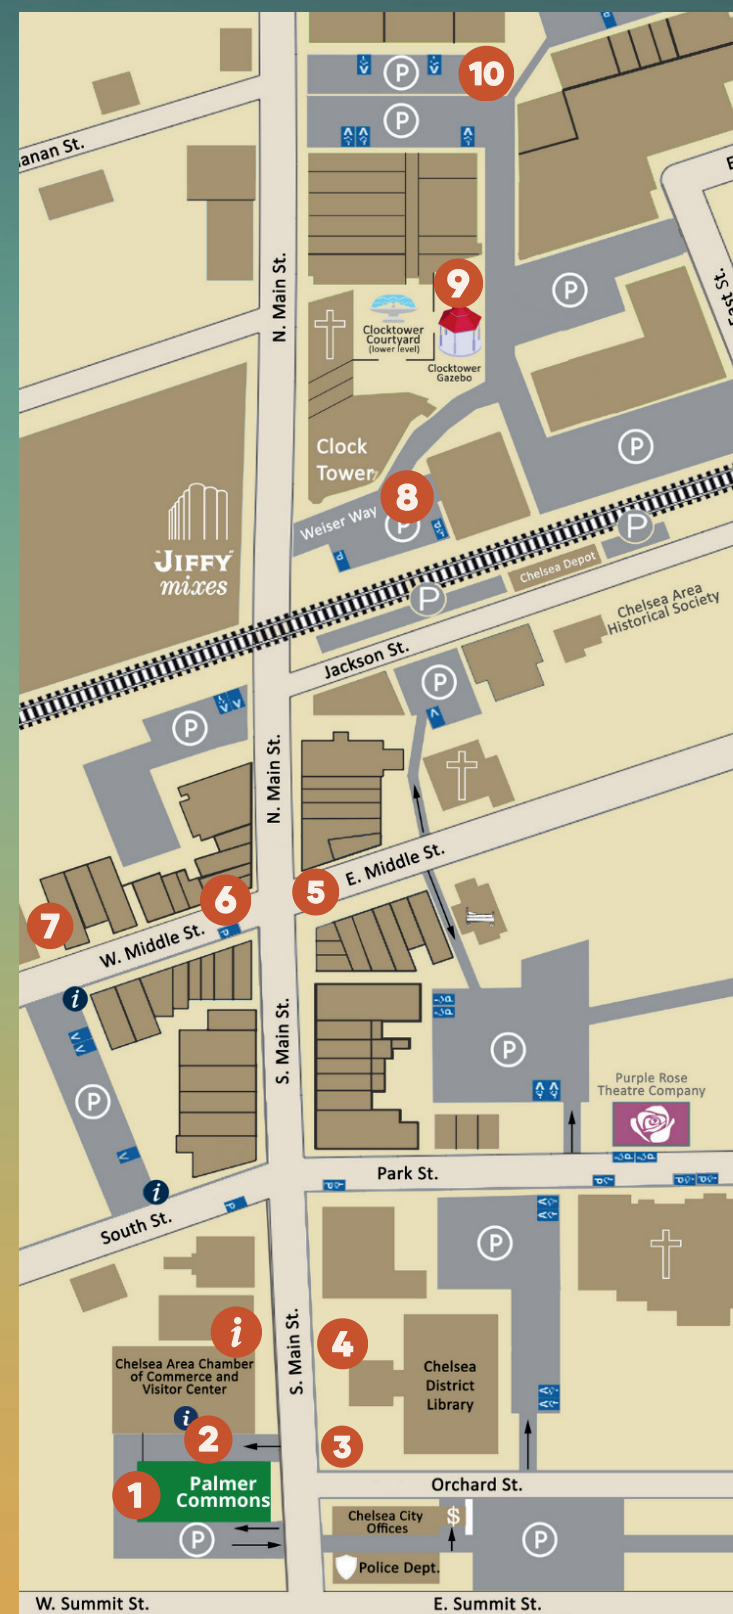 P
10
P
anan St.
N. Main St.
9
P
Clocktower
Courtyard
(lower level)
Clocktower
Gazebo
East St.
Clock
Tower
P
8
Weiser Way
P
"JIFFY"
mixes
P
Chelsea Depot
P
Chelsea Area
Historical Society
Jackson St.
P
P
N. Main St.
E. Middle St.
5
6
7
W. Middle St.
i
S. Main St.
P
P
Purple Rose
Theatre Company
Park St.
i
South St.
P
i
4
S. Main St.
Chelsea Area Chamber
of Commerce and
Visitor Center
Chelsea
District
Library
i
2
3
1
Palmer
Commons
Orchard St.
P
Chelsea City
Offices
$
P
Police Dept.
W. Summit St.
E. Summit St.